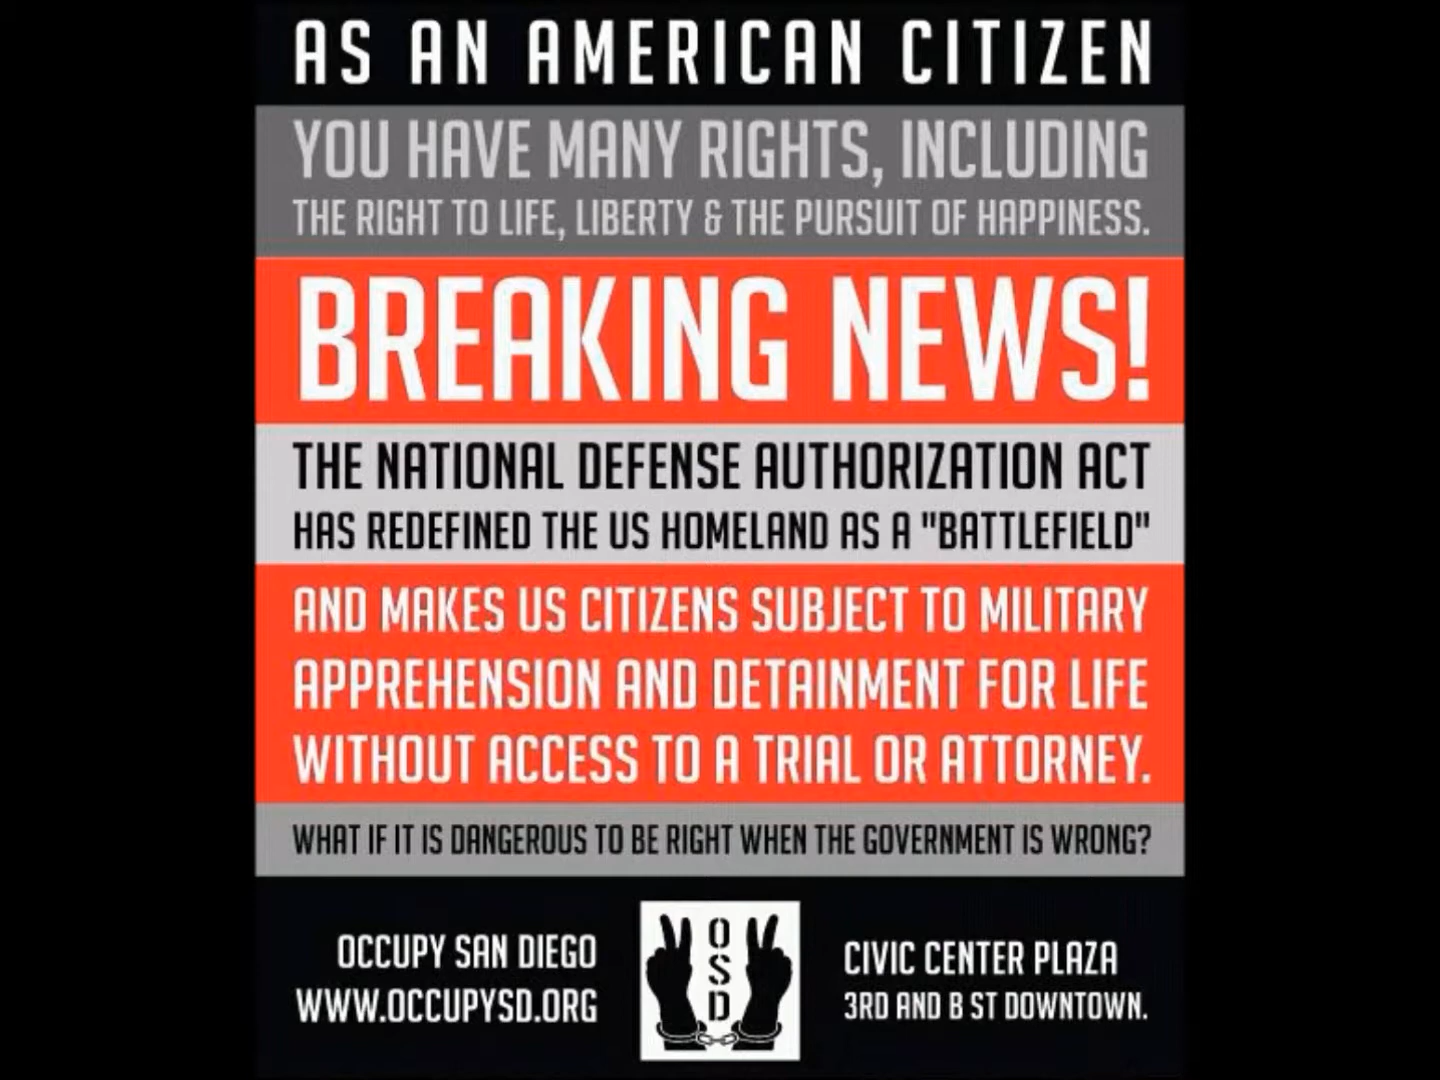 AS AN AMERICAN CITIZEN
YOU HAVE MANY RIGHTS, INCLUDING
THE RIGHT TO LIFE, LIBERTY & THE PURSUIT OF HAPPINESS.
BREAKING NEWS!
THE NATIONAL DEFENSE AUTHORIZATION ACT
HAS REDEFINED THE US HOMELAND AS A "BATTLEFIELD"
AND MAKES US CITIZENS SUBJECT TO MILITARY
APPREHENSION AND DETAINMENT FOR LIFE
WITHOUT ACCESS TO A TRIAL OR ATTORNEY.
WHAT IF IT IS DANGEROUS TO BE RIGHT WHEN THE GOVERNMENT IS WRONG?
OCCUPY SAN DIEGO
WWW.OCCUPYSD.ORG
O
S
D
CIVIC CENTER PLAZA
3RD AND B ST DOWNTOWN.